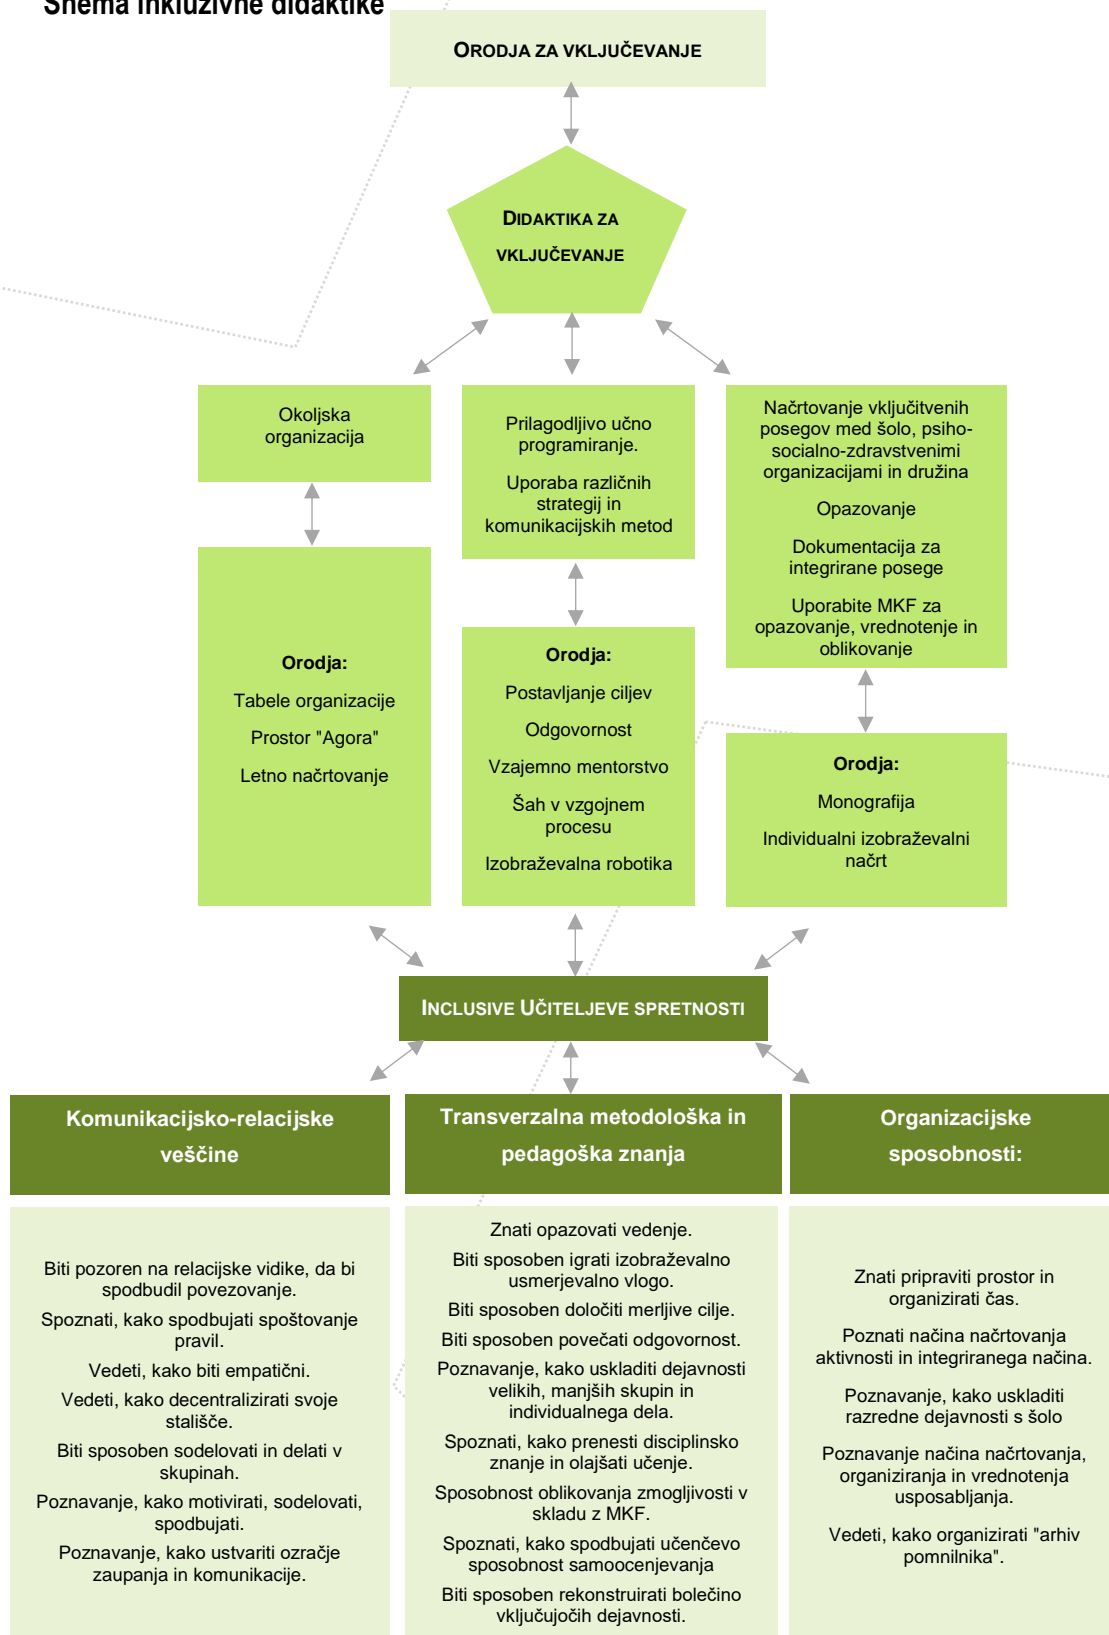 Shema inkluzivne didaktike
ORODJA ZA VKLJUČEVANJE
DIDAKTIKA ZA
VKLJUČEVANJE
Okoljska
organizacija
Prilagodljivo učno
programiranje.
Uporaba različnih
strategij in
komunikacijskih metod
Načrtovanje vključitvenih
posegov med šolo, psiho-
socialno-zdravstvenimi
organizacijami in družina
Opazovanje
Dokumentacija za
integrirane posege
Uporabite MKF za
opazovanje, vrednotenje in
oblikovanje
Orodja:
Tabele organizacije
Prostor "Agora"
Letno načrtovanje
Orodja:
Postavljanje ciljev
Odgovornost
Vzajemno mentorstvo
Šah v vzgojnem
procesu
Izobraževalna robotika
Orodja:
Monografija
Individualni izobraževalni
načrt
INCLUSIVE UČITELJEVE SPRETNOSTI
Komunikacijsko-relacijske
veščine
Transverzalna metodološka in
pedagoška znanja
Organizacijske
sposobnosti:
Biti pozoren na relacijske vidike, da bi
spodbudil povezovanje.
Spoznati, kako spodbujati spoštovanje
pravil.
Vedeti, kako biti empatični.
Vedeti, kako decentralizirati svoje
stališče.
Biti sposoben sodelovati in delati v
skupinah.
Poznavanje, kako motivirati, sodelovati,
spodbujati.
Poznavanje, kako ustvariti ozračje
zaupanja in komunikacije.
Znati opazovati vedenje.
Biti sposoben igrati izobraževalno
usmerjevalno vlogo.
Biti sposoben določiti merljive cilje.
Biti sposoben povečati odgovornost.
Poznavanje, kako uskladiti dejavnosti
velikih, manjših skupin in
individualnega dela.
Spoznati, kako prenesti disciplinsko
znanje in olajšati učenje.
Sposobnost oblikovanja zmogljivosti v
skladu z MKF.
Spoznati, kako spodbujati učenčevo
sposobnost samoocenjevanja
Biti sposoben rekonstruirati bolečino
vključujočih dejavnosti.
Znati pripraviti prostor in
organizirati čas.
Poznati načina načrtovanja
aktivnosti in integriranega načina.
Poznavanje, kako uskladiti
razredne dejavnosti s šolo
Poznavanje načina načrtovanja,
organiziranja in vrednotenja
usposabljanja.
Vedeti, kako organizirati "arhiv
pomnilnika".